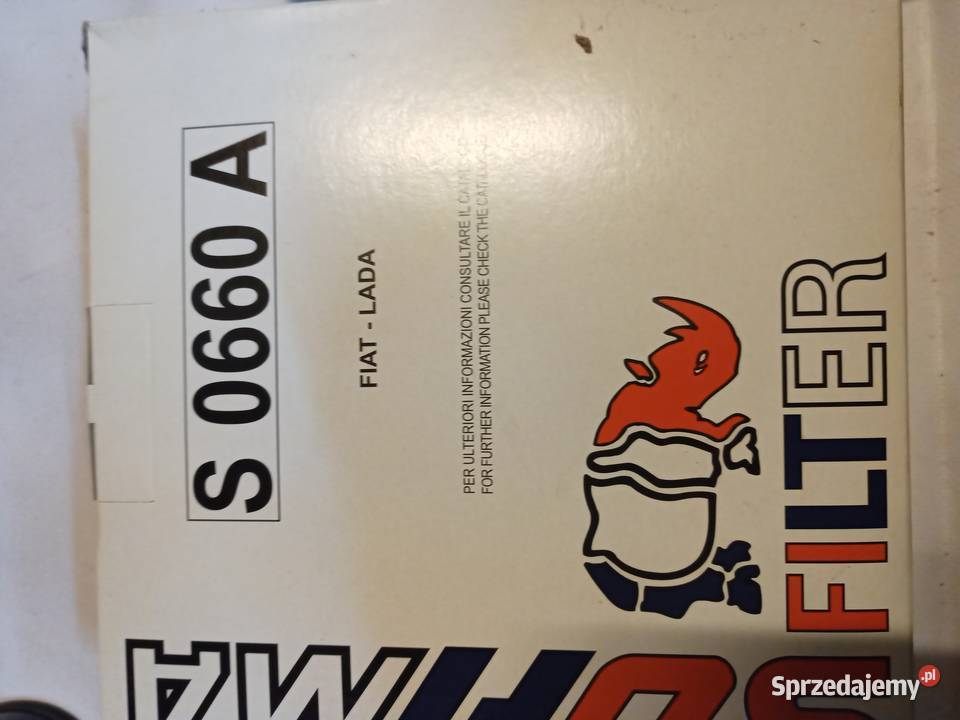 S 0660 A
FIAT - LADA
PER ULTERIORI INFORMAZIONI CONSULTARE IL
FOR FURTHER INFORMATION PLEASE CHECK THE
FILTER
Sprzedajemy.pl